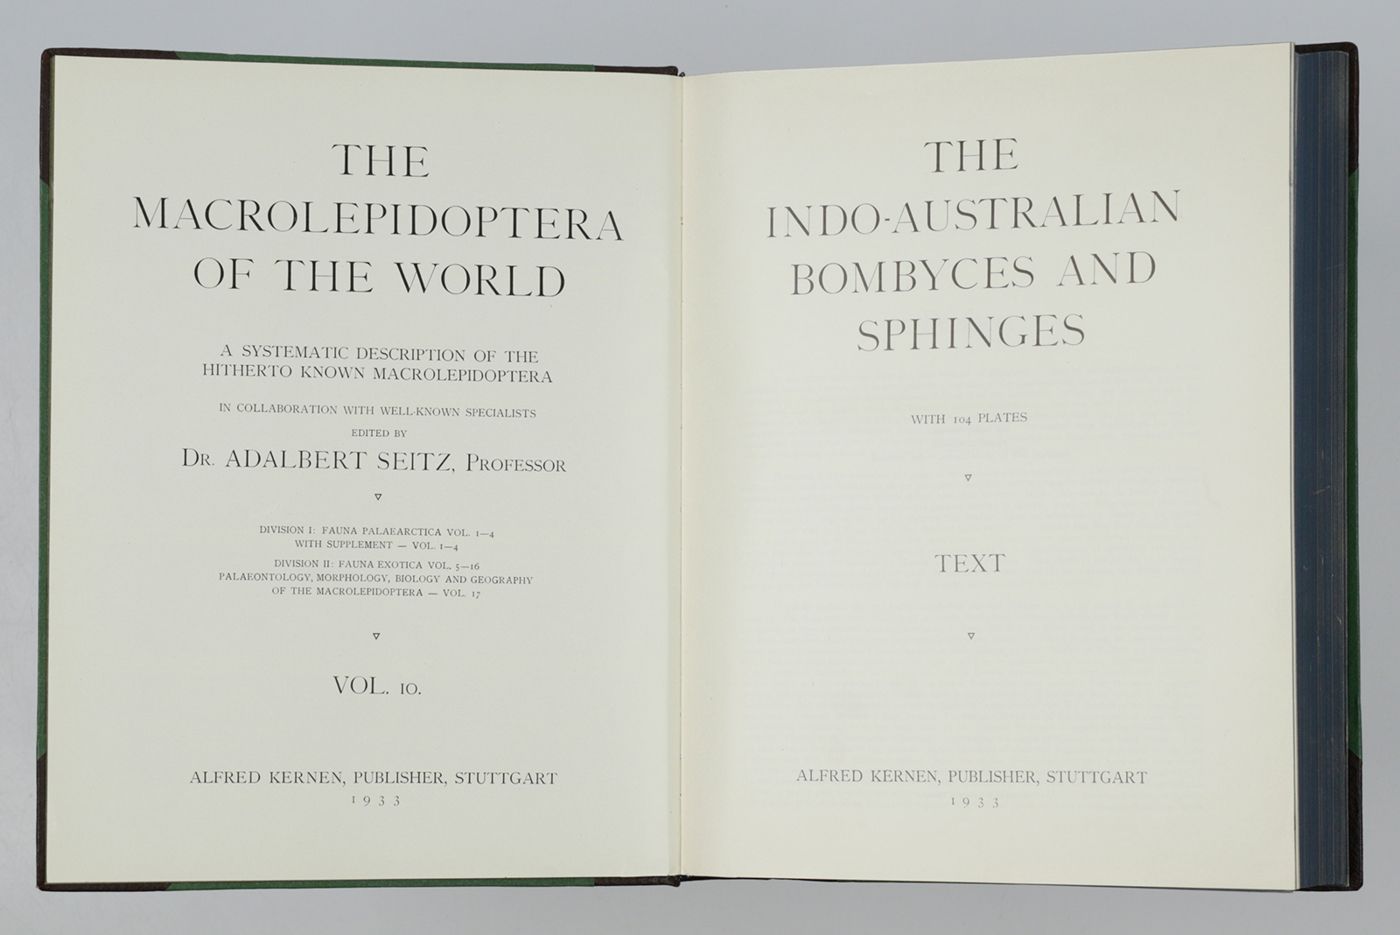 THE
MACROLEPIDOPTERA
OF THE WORLD
A SYSTEMATIC DESCRIPTION OF THE
HITHERTO KNOWN MACROLEPIDOPTERA
IN COLLABORATION WITH WELL-KNOWN SPECIALISTS
EDITED BY
DR. ADALBERT SEITZ, PROFESSOR
DIVISION I: FAUNA PALAEARCTICA VOL. 1—4
WITH SUPPLEMENT — VOL. 1—4
DIVISION II: FAUNA EXOTICA VOL. 5—16
PALAEONTOLOGY, MORPHOLOGY, BIOLOGY AND GEOGRAPHY
OF THE MACROLEPIDOPTERA — VOL. 17
VOL. 10.
ALFRED KERNEN, PUBLISHER, STUTTGART
1933
THE
INDO-AUSTRALIAN
BOMBYCES AND
SPHINGES
WITH 104 PLATES
TEXT
ALFRED KERNEN, PUBLISHER, STUTTGART
1933